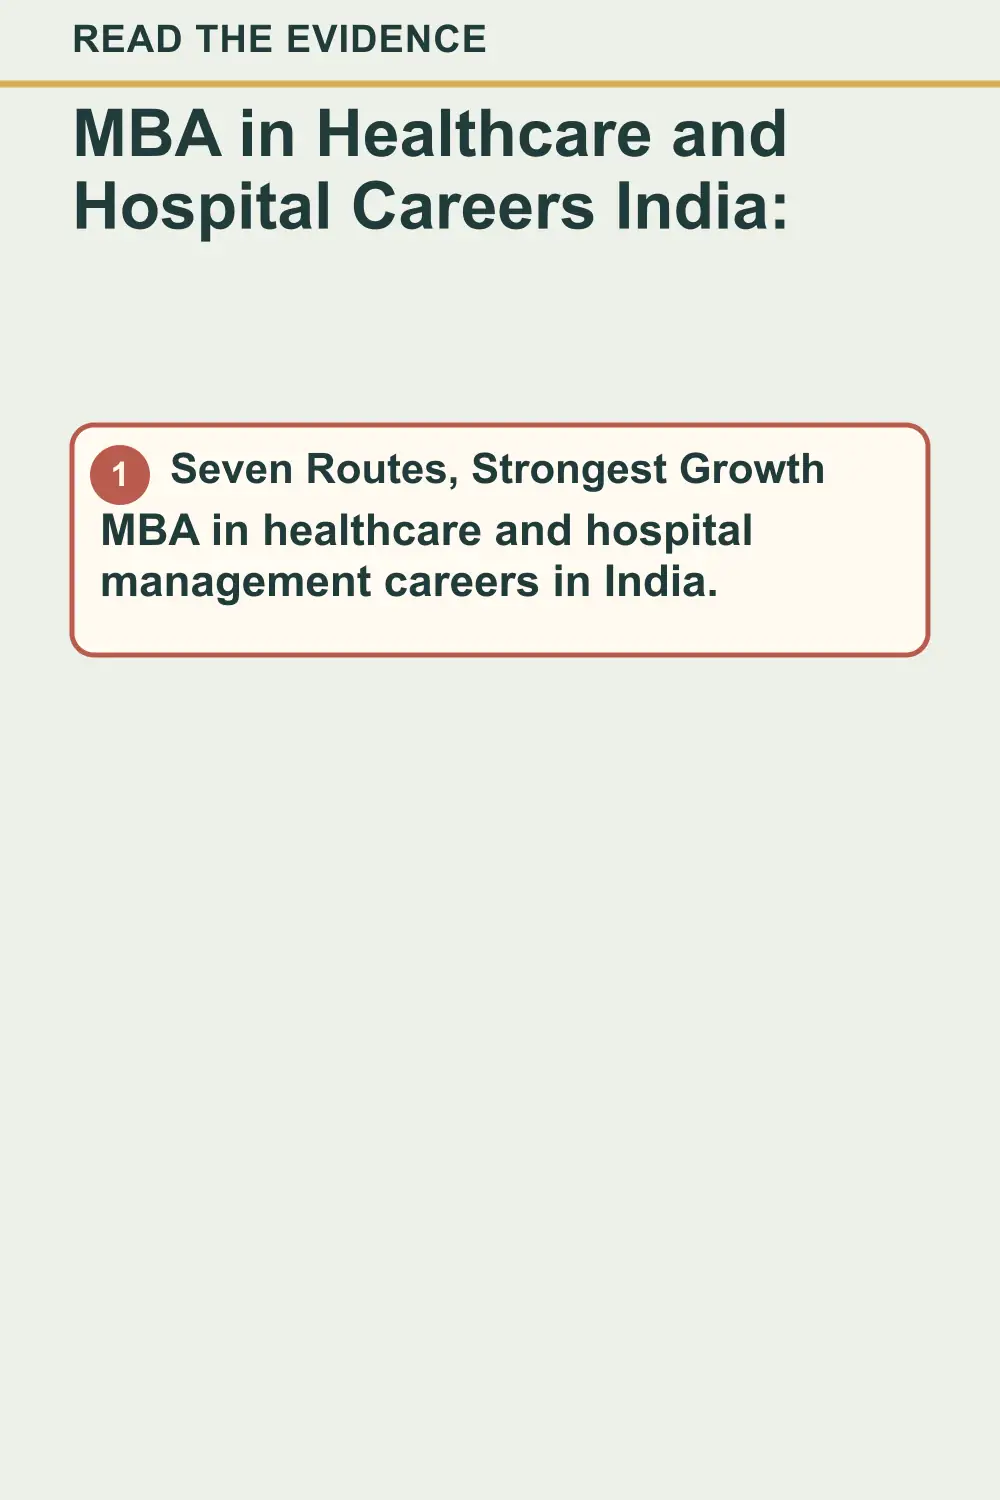 READ THE EVIDENCE
MBA in Healthcare and
Hospital Careers India:
1 Seven Routes, Strongest Growth
MBA in healthcare and hospital
management careers in India.